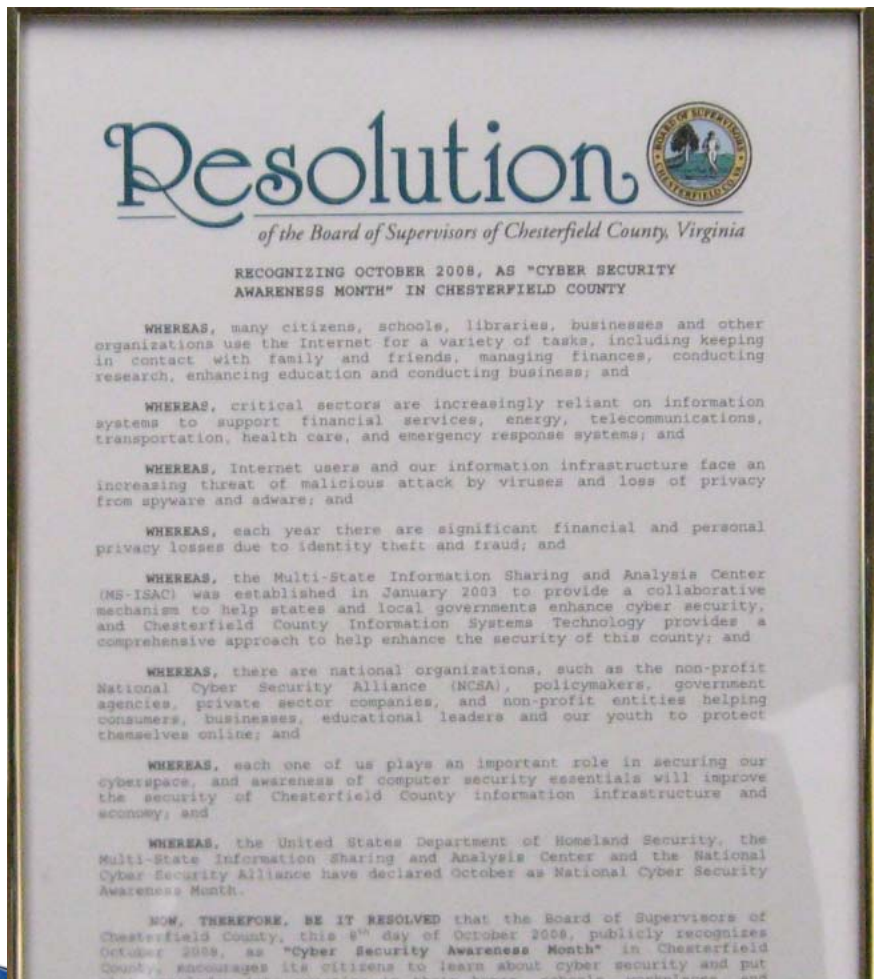 Resolution
BOARD OF SUPERVISORS
CHESTERFIELD CO. VA
of the Board of Supervisors of Chesterfield County, Virginia
RECOGNIZING OCTOBER 2008, AS "CYBER SECURITY
AWARENESS MONTH" IN CHESTERFIELD COUNTY
WHEREAS, many citizens, schools, libraries, businesses and other
organizations use the Internet for a variety of tasks, including keeping
in contact with family and friends, managing finances, conducting
research, enhancing education and conducting business; and
WHEREAS, critical sectors are increasingly reliant on information
systems to support financial services, energy, telecommunications,
transportation, health care, and emergency response systems; and
WHEREAS, Internet users and our information infrastructure face an
increasing threat of malicious attack by viruses and loss of privacy
from spyware and adware; and
WHEREAS, each year there are significant financial and personal
privacy losses due to identity theft and fraud; and
WHEREAS, the Multi-State Information Sharing and Analysis Center
(MS-ISAC) was established in January 2003 to provide a collaborative
mechanism to help states and local governments enhance cyber security,
and Chesterfield County Information Systems Technology provides a
comprehensive approach to help enhance the security of this county; and
WHEREAS, there are national organizations, such as the non-profit
National Cyber Security Alliance (NCSA), policymakers, government
agencies, private sector companies, and non-profit entities helping
consumers, businesses, educational leaders and our youth to protect
themselves online; and
WHEREAS, each one of us plays an important role in securing our
cyberspace, and awareness of computer security essentials will improve
the security of Chesterfield County information infrastructure and
economy; and
WHEREAS, the United States Department of Homeland Security, the
Multi-State Information Sharing and Analysis Center and the National
Cyber Security Alliance have declared October as National Cyber Security
Awareness Month.
NOW, THEREFORE, BE IT RESOLVED that the Board of Supervisors of
Chesterfield County, this 8th day of October 2008, publicly recognizes
October 2008, as "Cyber Security Awareness Month" in Chesterfield
County, encourages its citizens to learn about cyber security and put